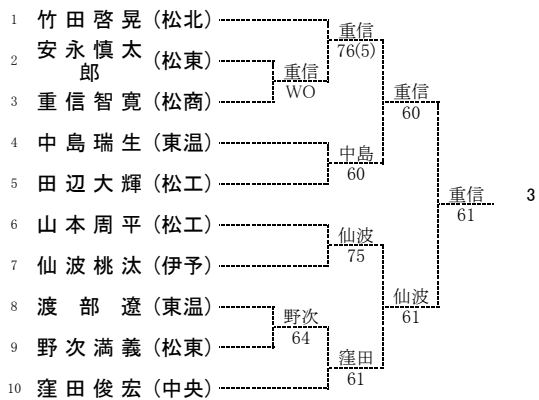 1 竹田啓晃（松北）
2 安永慎太郎（松東）
3 重信智寛（松商）
4 中島瑞生（東温）
5 田辺大輝（松工）
6 山本周平（松工）
7 仙波桃汰（伊予）
8 渡部遼（東温）
9 野次満義（松東）
10 窪田俊宏（中央）
重信
WO
野次
64
重信
76(5)
中島
60
仙波
75
窪田
61
重信
60
仙波
61
重信
61
3